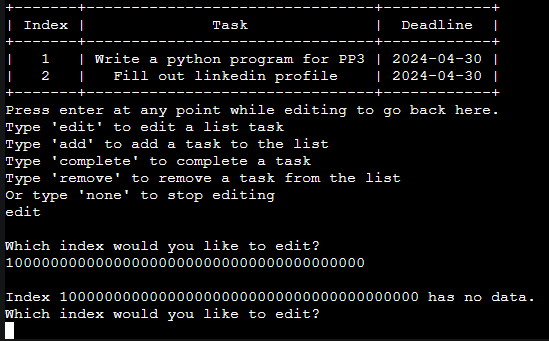 +-------+--------------------------------+------------+
| Index |              Task              |  Deadline  |
+-------+--------------------------------+------------+
|   1   | Write a python program for PP3 | 2024-04-30 |
|   2   |   Fill out linkedin profile    | 2024-04-30 |
+-------+--------------------------------+------------+
Press enter at any point while editing to go back here.
Type 'edit' to edit a list task
Type 'add' to add a task to the list
Type 'complete' to complete a task
Type 'remove' to remove a task from the list
Or type 'none' to stop editing
edit
Which index would you like to edit?
1000000000000000000000000000000000000000
Index 1000000000000000000000000000000000000000 has no data.
Which index would you like to edit?